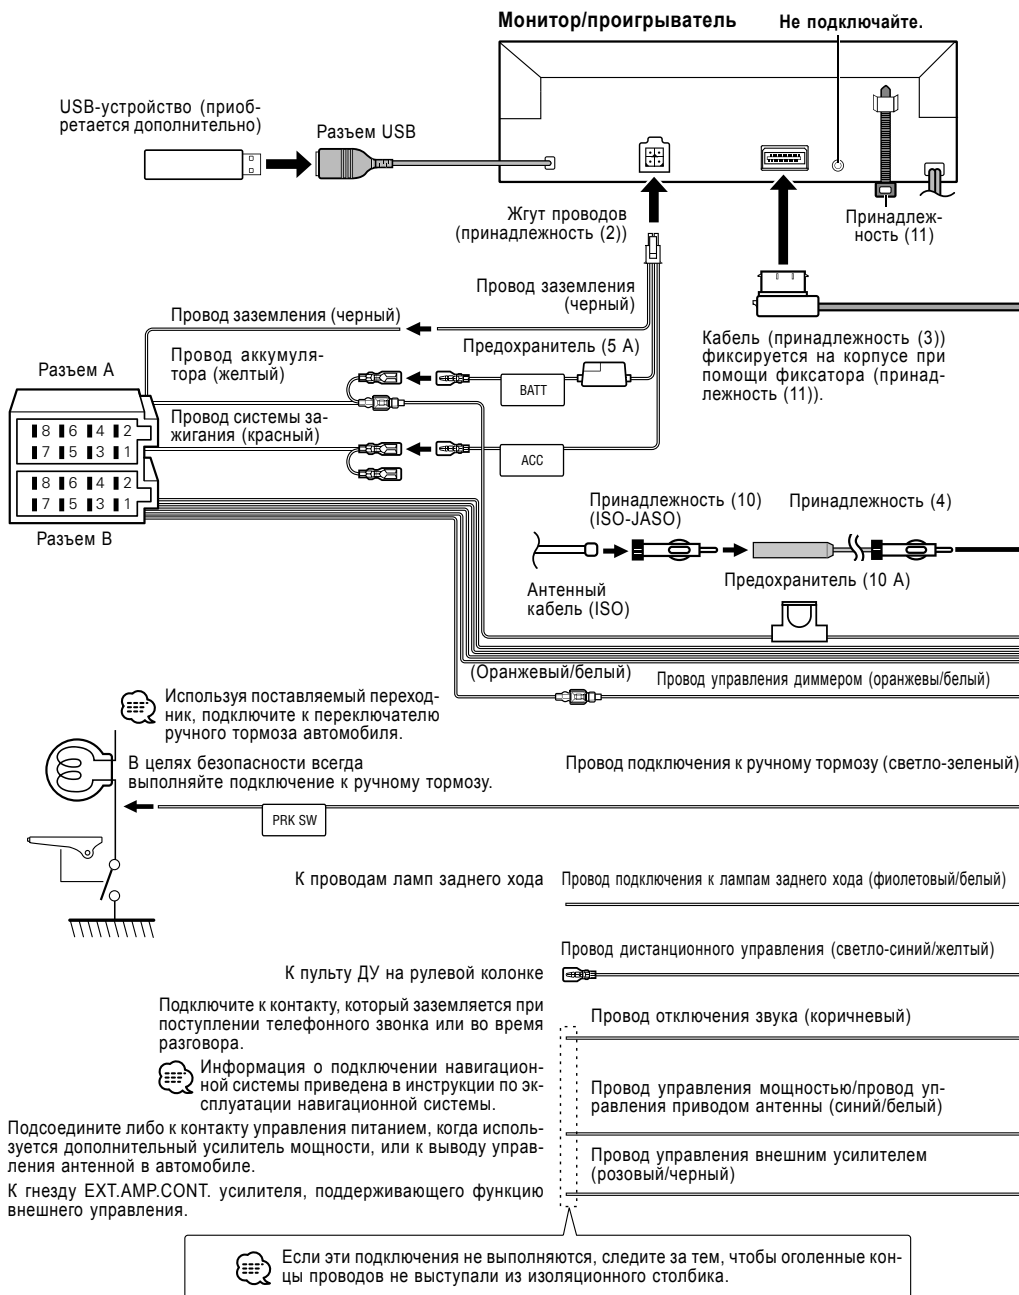 Монитор/проигрыватель
Не подключайте.
USB-устройство (приоб-
ретается дополнительно)
Разъем USB
Жгут проводов
(принадлежность (2))
Принадлеж-
ность (11)
Провод заземления
(черный)
Провод заземления (черный)
Предохранитель (5 А)
Кабель (принадлежность (3))
фиксируется на корпусе при
помощи фиксатора (принад-
лежность (11)).
Провод аккумуля-
тора (желтый)
BATT
Разъем А
Провод системы за-
жигания (красный)
ACC
8 6 4 2
7 5 3 1
8 6 4 2
7 5 3 1
Разъем В
Принадлежность (10)
(ISO-JASO)
Принадлежность (4)
Антенный
кабель (ISO)
Предохранитель (10 А)
(Оранжевый/белый)
Провод управления диммером (оранжевы/белый)
Используя поставляемый переход-
ник, подключите к переключателю
ручного тормоза автомобиля.
В целях безопасности всегда
выполняйте подключение к ручному тормозу.
Провод подключения к ручному тормозу (светло-зеленый)
PRK SW
К проводам ламп заднего хода
Провод подключения к лампам заднего хода (фиолетовый/белый)
Провод дистанционного управления (светло-синий/желтый)
К пульту ДУ на рулевой колонке
Подключите к контакту, который заземляется при
поступлении телефонного звонка или во время
разговора.
Провод отключения звука (коричневый)
Информация о подключении навигацион-
ной системы приведена в инструкции по эк-
сплуатации навигационной системы.
Провод управления мощностью/провод уп-
равления приводом антенны (синий/белый)
Подсоедините либо к контакту управления питанием, когда исполь-
зуется дополнительный усилитель мощности, или к выводу управ-
ления антенной в автомобиле.
Провод управления внешним усилителем
(розовый/черный)
К гнезду EXT.AMP.CONT. усилителя, поддерживающего функцию
внешнего управления.
Если эти подключения не выполняются, следите за тем, чтобы оголенные кон-
цы проводов не выступали из изоляционного столбика.